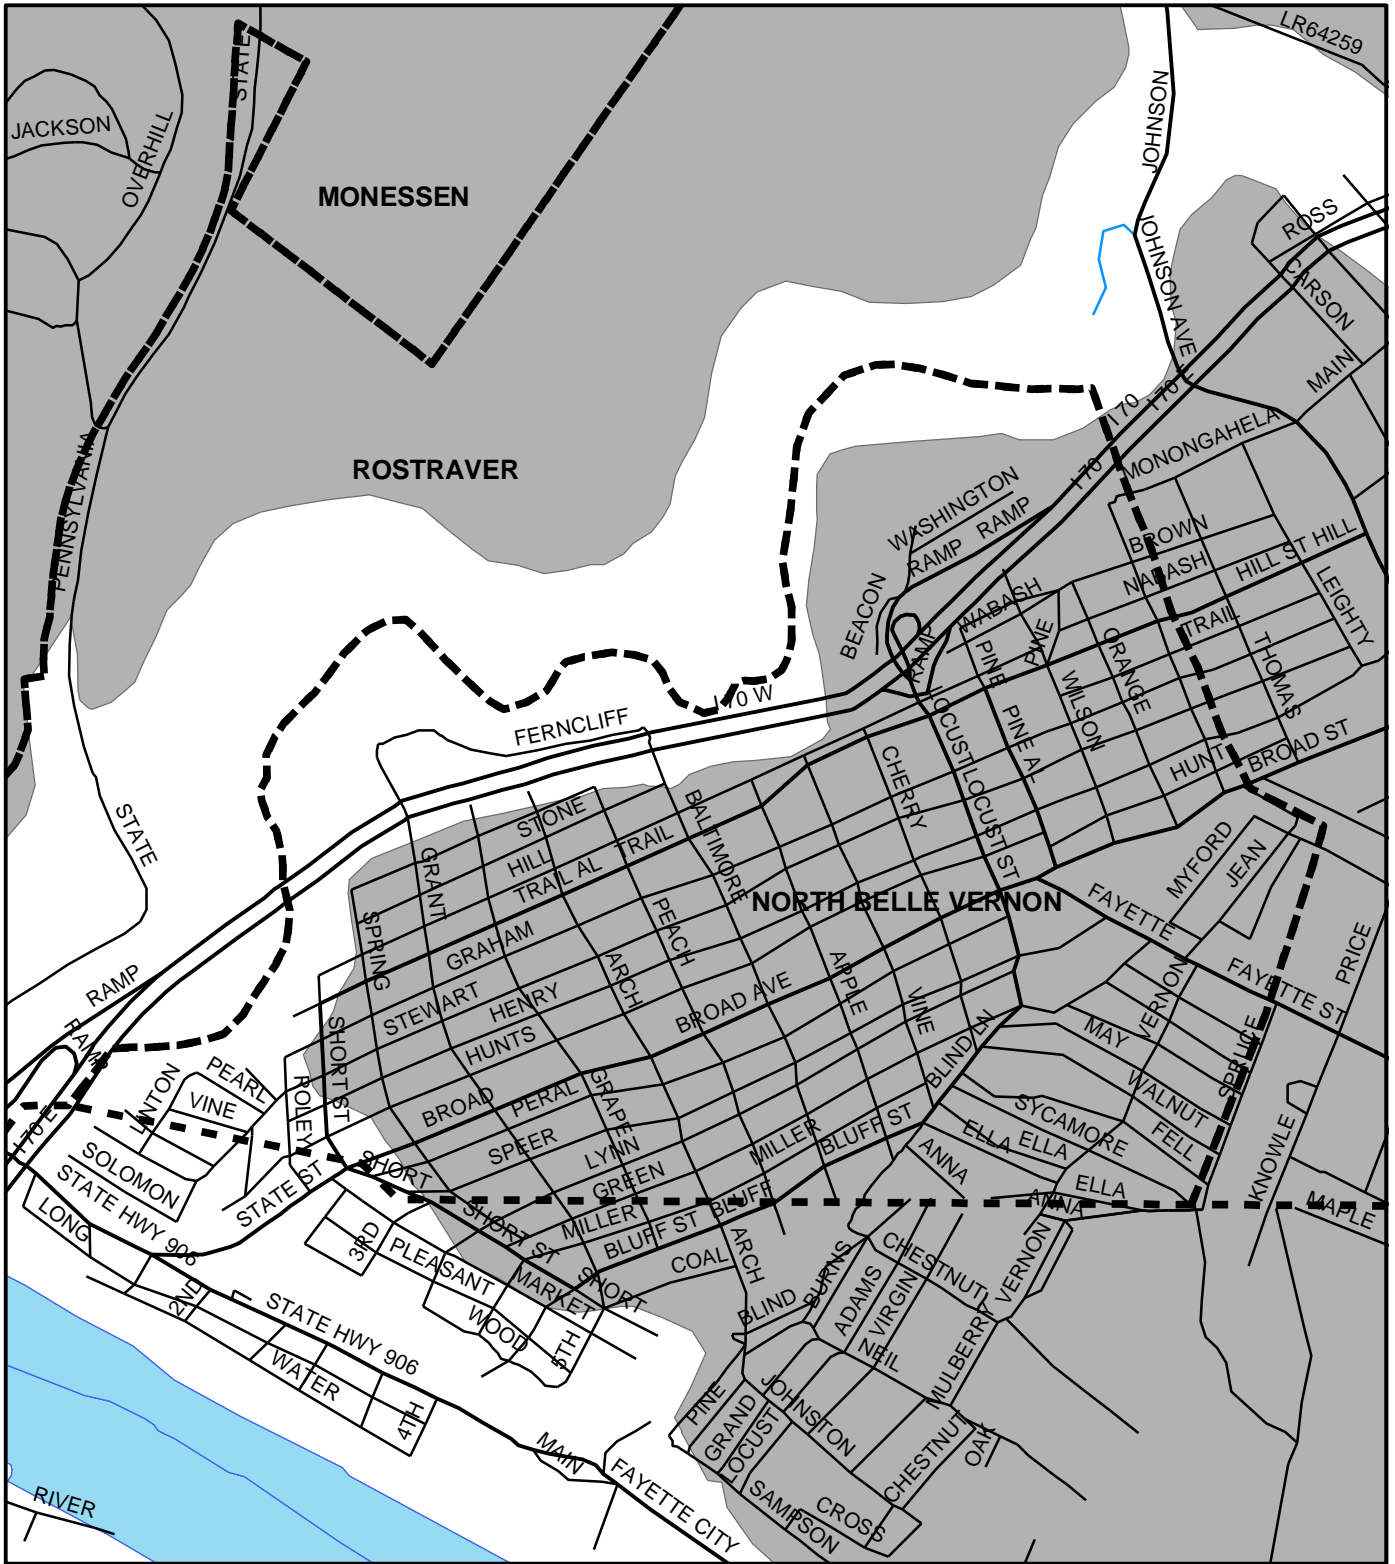 LR64259
STATE
JOHNSON
JACKSON
OVERHILL
MONESSEN
ROSS
JOHNSON AVE
CARSON
MAIN
I 70 E
I 70
MONONGAHELA
PENNSYLVANIA
ROSTRAVER
I 70
WASHINGTON
RAMP
RAMP
BROWN
HILL ST
HILL
NABASH
LEIGHTY
BEACON
WABASH
RAMP
PINE
PINE
TRAIL
ORANGE
THOMAS
WILSON
I 70 W
FERNCLIFF
LOCUST
PINE AL
HUNT
BROAD ST
CHERRY
LOCUST ST
STATE
STONE
BALTIMORE
HILL
TRAIL
TRAIL AL
GRANT
MYFORD
JEAN
NORTH BELLE VERNON
FAYETTE
SPRING
PEACH
GRAHAM
PRICE
ARCH
APPLE
VERNON
FAYETTE ST
RAMP
STEWART
HENRY
BROAD AVE
VINE
RAMP
SHORT ST
HUNTS
BLIND LN
MAY
PEARL
LINTON
VINE
ROLEY
BROAD
PERAL
GRAPE
WALNUT
I 70 E
SPEER
LYNN
MILLER
BLUFF ST
SYCAMORE
ELLA
ELLA
FELL
KNOWLE
SOLOMON
SHORT
GREEN
ANNA
ELLA
STATE ST
BLUFF
ANNA
MAPLE
STATE HWY 906
LONG
3RD
PLEASANT
SHORT ST
MILLER
BLUFF ST
COAL
ARCH
CHESTNUT
VERNON
2ND
MARKET
SHORT
BLIND
BURNS
ADAMS
VIRGIN
STATE HWY 906
WOOD
5TH
NEIL
MULBERRY
WATER
4TH
PINE
GRAND
LOCUST
JOHNSTON
CHESTNUT
OAK
MAIN
FAYETTE CITY
SAMPSON
CROSS
RIVER